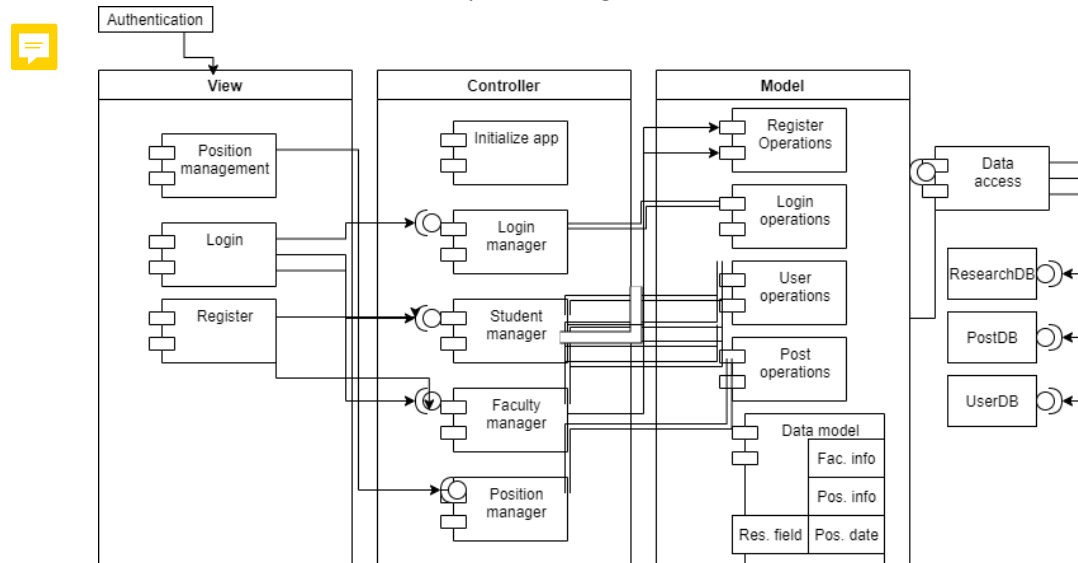 Authentication
View
Controller
Model
Position
management
Login
Register
Initialize app
Login
manager
Student
manager
Faculty
manager
Position
manager
Register
Operations
Login
operations
User
operations
Post
operations
Data model
Fac. info
Pos. info
Res. field
Pos. date
Data
access
ResearchDB
PostDB
UserDB